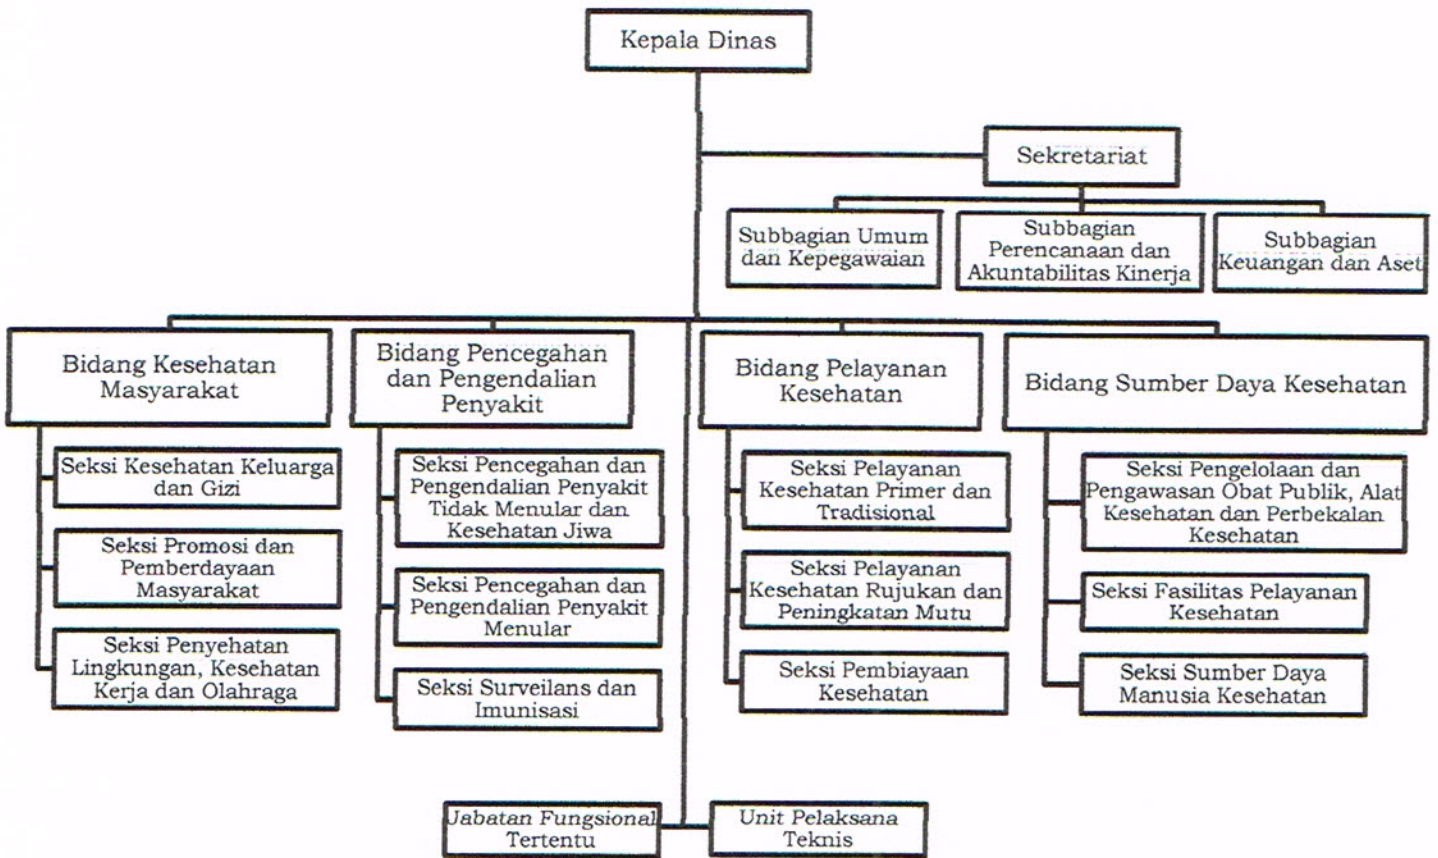 Kepala Dinas
Sekretariat
Subbagian Umum
dan Kepegawaian
Subbagian
Perencanaan dan
Akuntabilitas Kinerja
Subbagian
Keuangan dan Aset
Bidang Kesehatan
Masyarakat
Bidang Pencegahan
dan Pengendalian
Penyakit
Bidang Pelayanan
Kesehatan
Bidang Sumber Daya Kesehatan
Seksi Kesehatan Keluarga
dan Gizi
Seksi Promosi dan
Pemberdayaan
Masyarakat
Seksi Penyehatan
Lingkungan, Kesehatan
Kerja dan Olahraga
Seksi Pencegahan dan
Pengendalian Penyakit
Tidak Menular dan
Kesehatan Jiwa
Seksi Pencegahan dan
Pengendalian Penyakit
Menular
Seksi Surveilans dan
Imunisasi
Seksi Pelayanan
Kesehatan Primer dan
Tradisional
Seksi Pelayanan
Kesehatan Rujukan dan
Peningkatan Mutu
Seksi Pembiayaan
Kesehatan
Seksi Pengelolaan dan
Pengawasan Obat Publik, Alat
Kesehatan dan Perbekalan
Kesehatan
Seksi Fasilitas Pelayanan
Kesehatan
Seksi Sumber Daya
Manusia Kesehatan
Jabatan Fungsional
Tertentu
Unit Pelaksana
Teknis